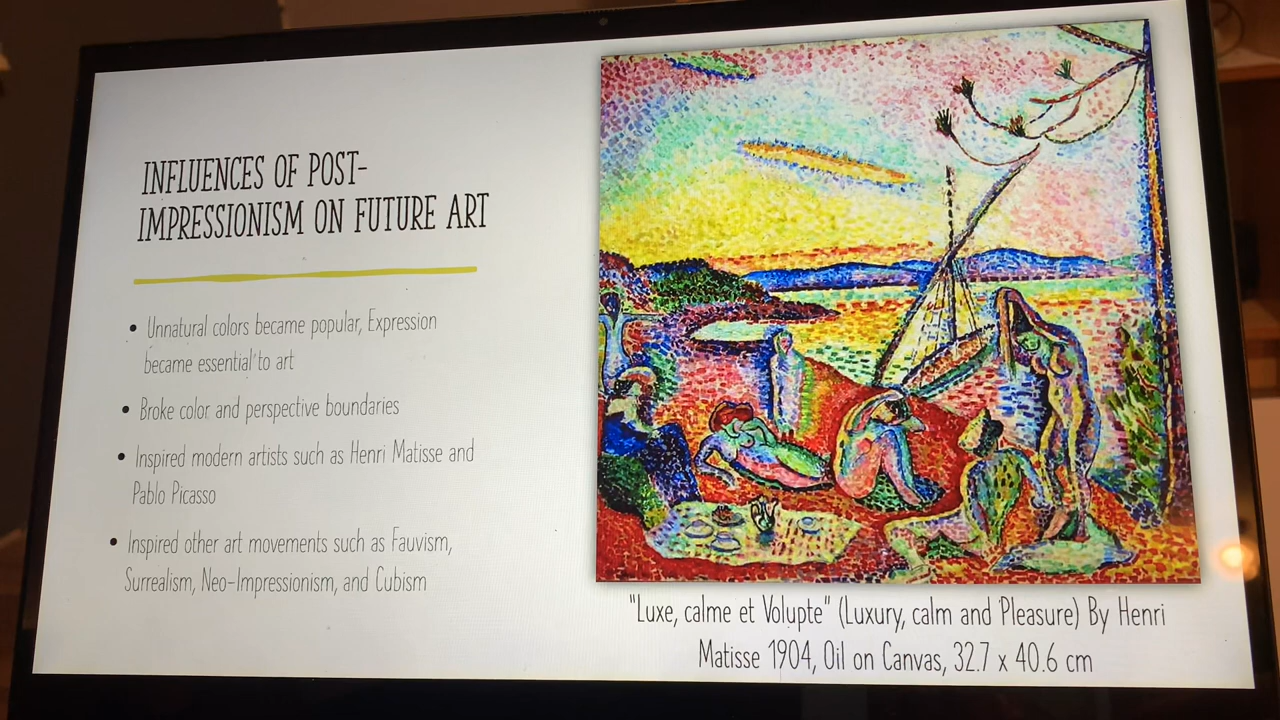 INFLUENCES OF POST-
IMPRESSIONISM ON FUTURE ART
• Unnatural colors became popular, Expression
became essential to art
• Broke color and perspective boundaries
• Inspired modern artists such as Henri Matisse and
Pablo Picasso
• Inspired other art movements such as Fauvism,
Surrealism, Neo-Impressionism, and Cubism
"Luxe, calme et Volupte" (Luxury, calm and Pleasure) By Henri
Matisse 1904, Oil on Canvas, 32.7 x 40.6 cm